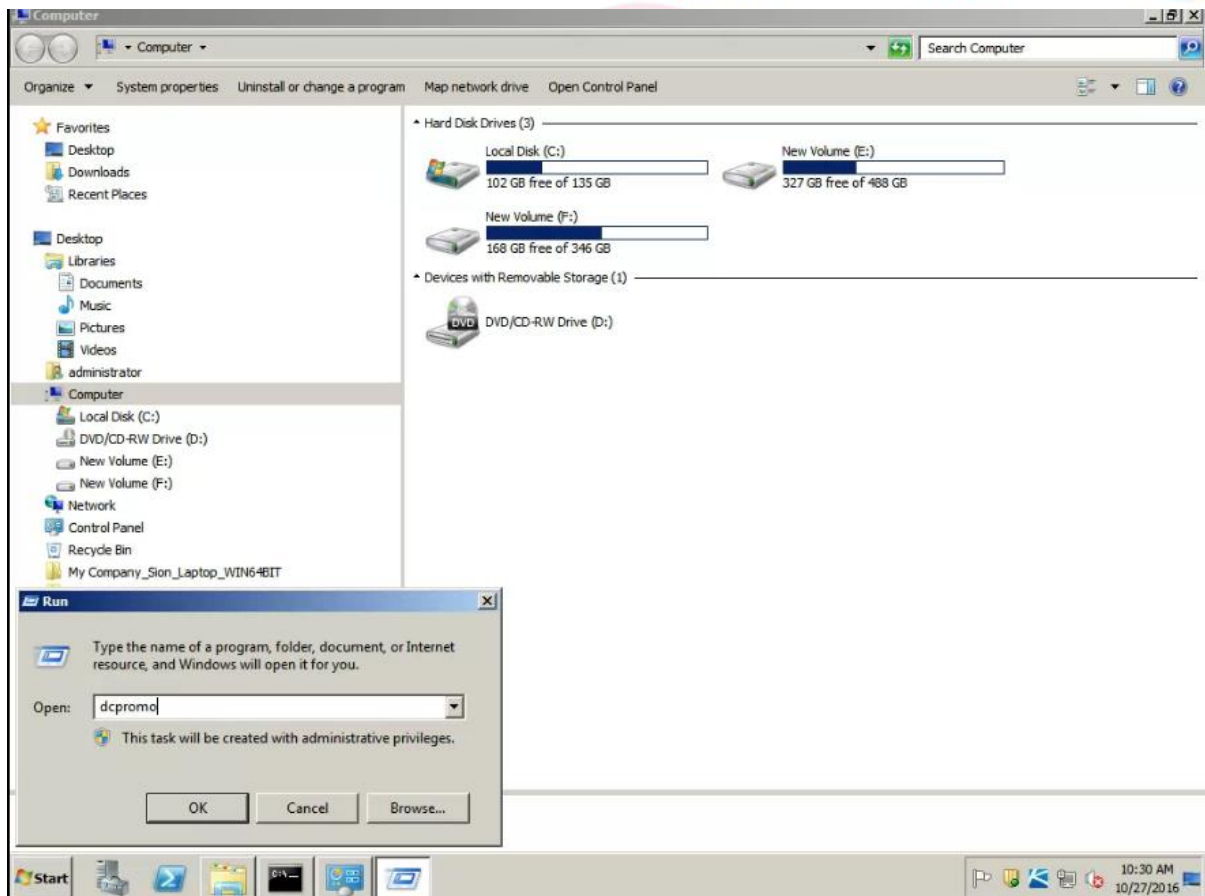 Computer
Computer
Search Computer
Organize System properties Uninstall or change a program Map network drive Open Control Panel
Favorites
Desktop
Downloads
Recent Places
Desktop
Libraries
Documents
Music
Pictures
Videos
administrator
Computer
Local Disk (C:)
DVD/CD-RW Drive (D:)
New Volume (E:)
New Volume (F:)
Network
Control Panel
Recycle Bin
My Company_Sion_Laptop_WIN64BIT
Hard Disk Drives (3)
Local Disk (C:)
102 GB free of 135 GB
New Volume (E:)
327 GB free of 488 GB
New Volume (F:)
168 GB free of 346 GB
Devices with Removable Storage (1)
DVD
DVD/CD-RW Drive (D:)
Run
Type the name of a program, folder, document, or Internet
resource, and Windows will open it for you.
Open: dcpromo
This task will be created with administrative privileges.
OK Cancel Browse...
Start
C:\
10:30 AM
10/27/2016